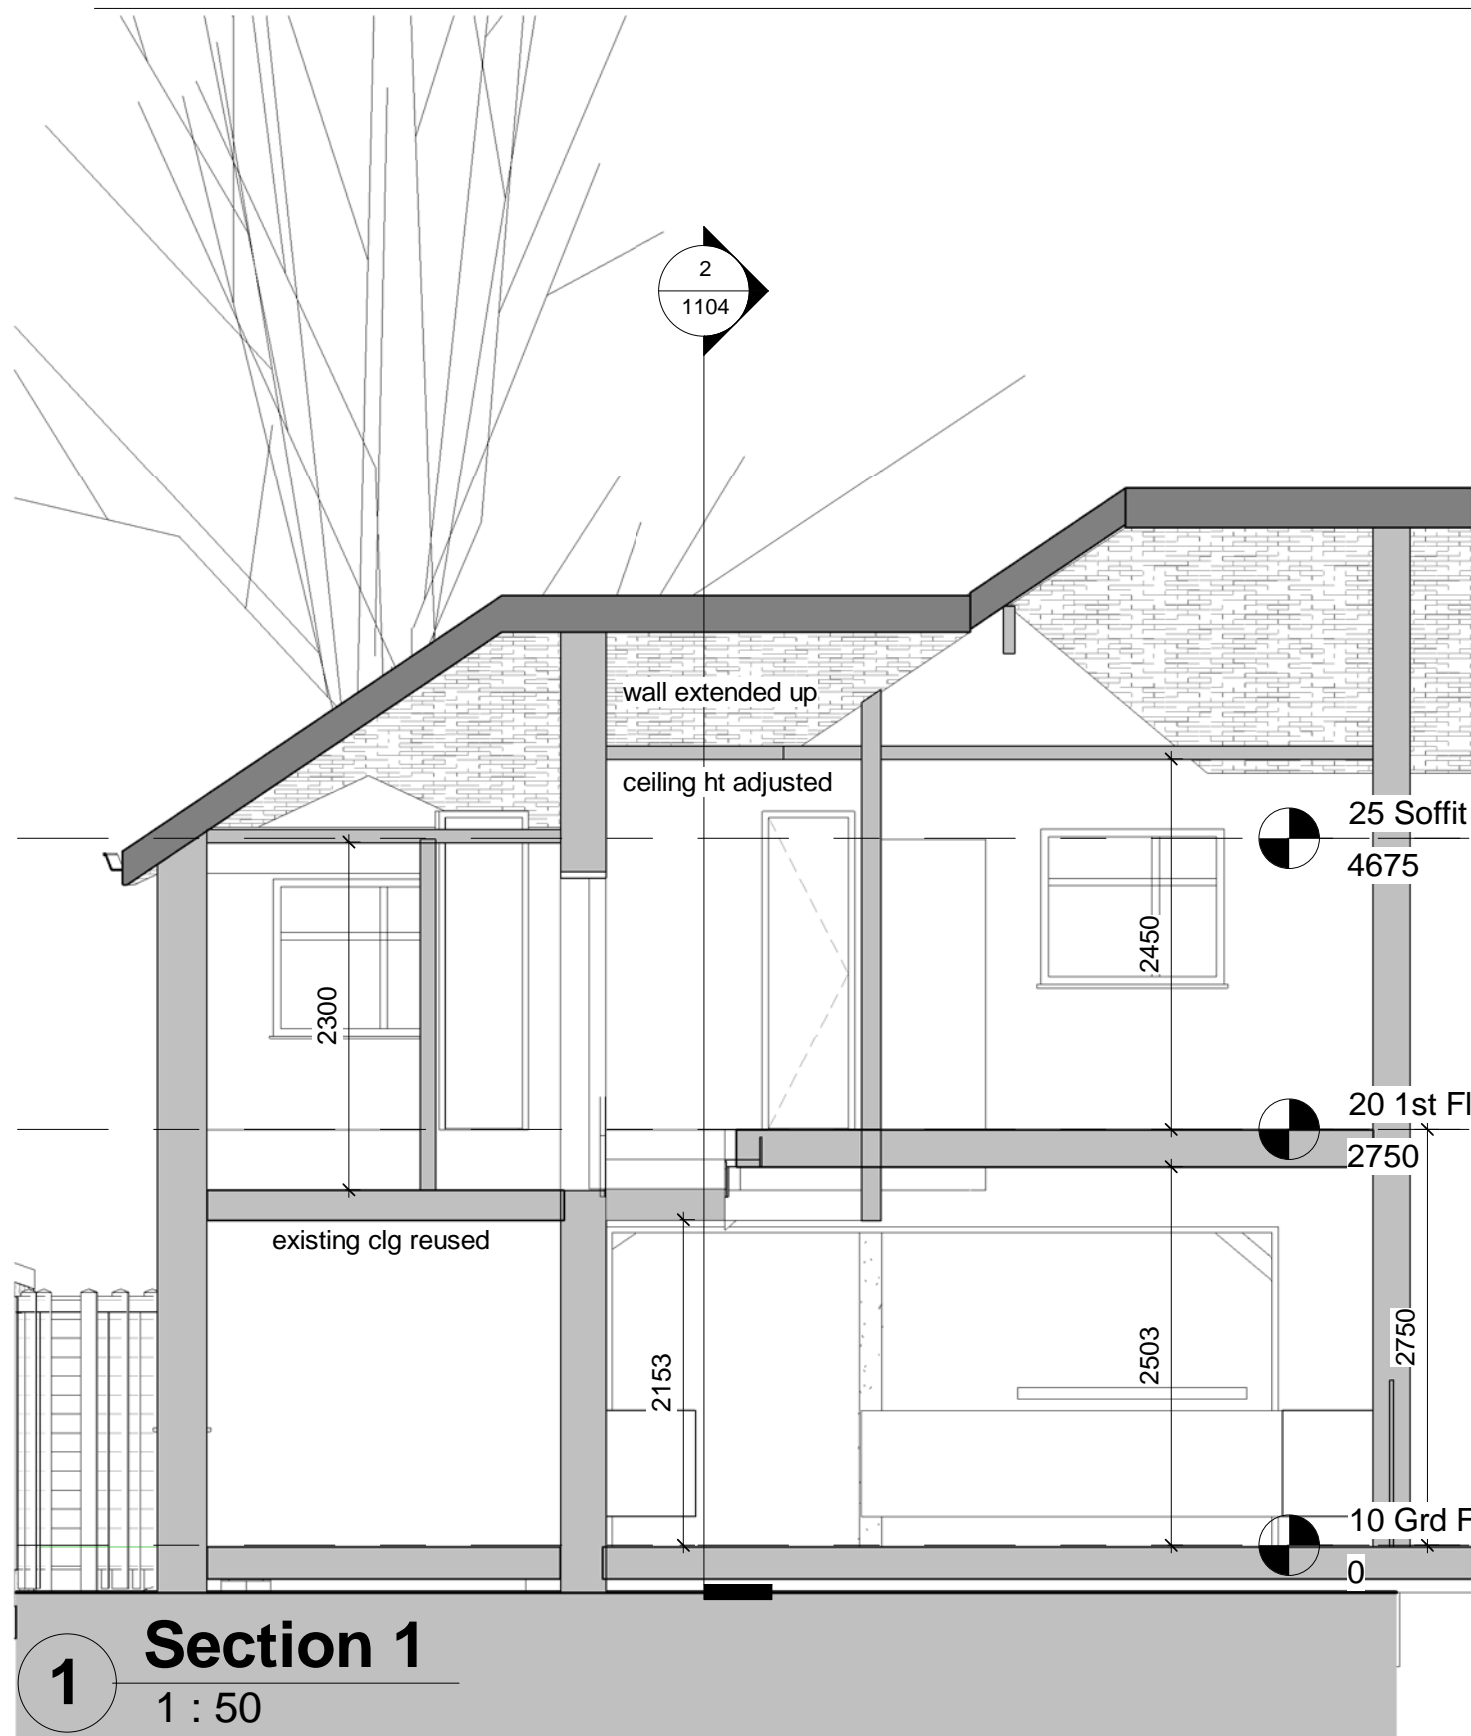 2
1104
wall extended up
ceiling ht adjusted
25 Soffit
4675
2450
2300
20 1st Fl
2750
existing clg reused
2750
2503
2153
10 Grd F
0
1
Section 1
1 : 50